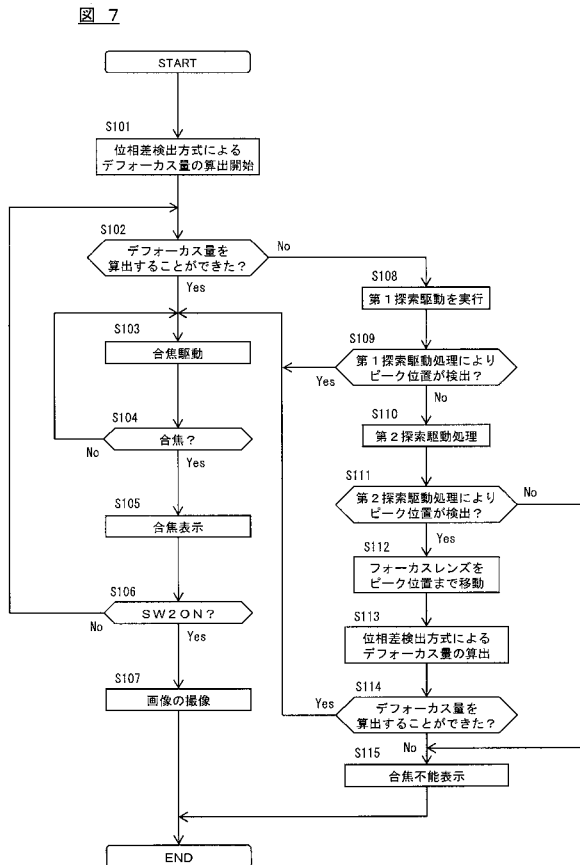 図 7
START
S101
位相差検出方式による
デフォーカス量の算出開始
S102
デフォーカス量を
算出することができた?
No
Yes
S103
合焦駆動
S104
合焦?
No
Yes
S105
合焦表示
S106
SW2ON?
No
Yes
S107
画像の撮像
S108
第1探索駆動を実行
S109
第1探索駆動処理により
ピーク位置が検出?
Yes
No
S110
第2探索駆動処理
S111
第2探索駆動処理により
ピーク位置が検出?
No
Yes
S112
フォーカスレンズを
ピーク位置まで移動
S113
位相差検出方式による
デフォーカス量の算出
S114
デフォーカス量を
算出することができた?
Yes
No
S115
合焦不能表示
END